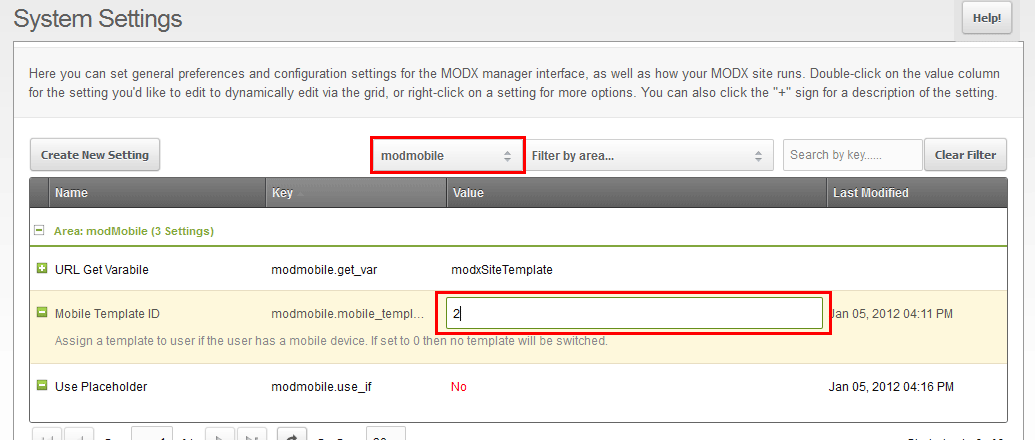 System Settings
Help!
Here you can set general preferences and configuration settings for the MODX manager interface, as well as how your MODX site runs. Double-click on the value column
for the setting you'd like to edit to dynamically edit via the grid, or right-click on a setting for more options. You can also click the "+" sign for a description of the setting.
Create New Setting modmobile Filter by area... Search by key...... Clear Filter
Name Key Value Last Modified
Area: modMobile (3 Settings)
URL Get Varabile modmobile.get_var modxSiteTemplate
Mobile Template ID modmobile.mobile_templ... 2 Jan 05, 2012 04:11 PM
Assign a template to user if the user has a mobile device. If set to 0 then no template will be switched.
Use Placeholder modmobile.use_if No Jan 05, 2012 04:16 PM